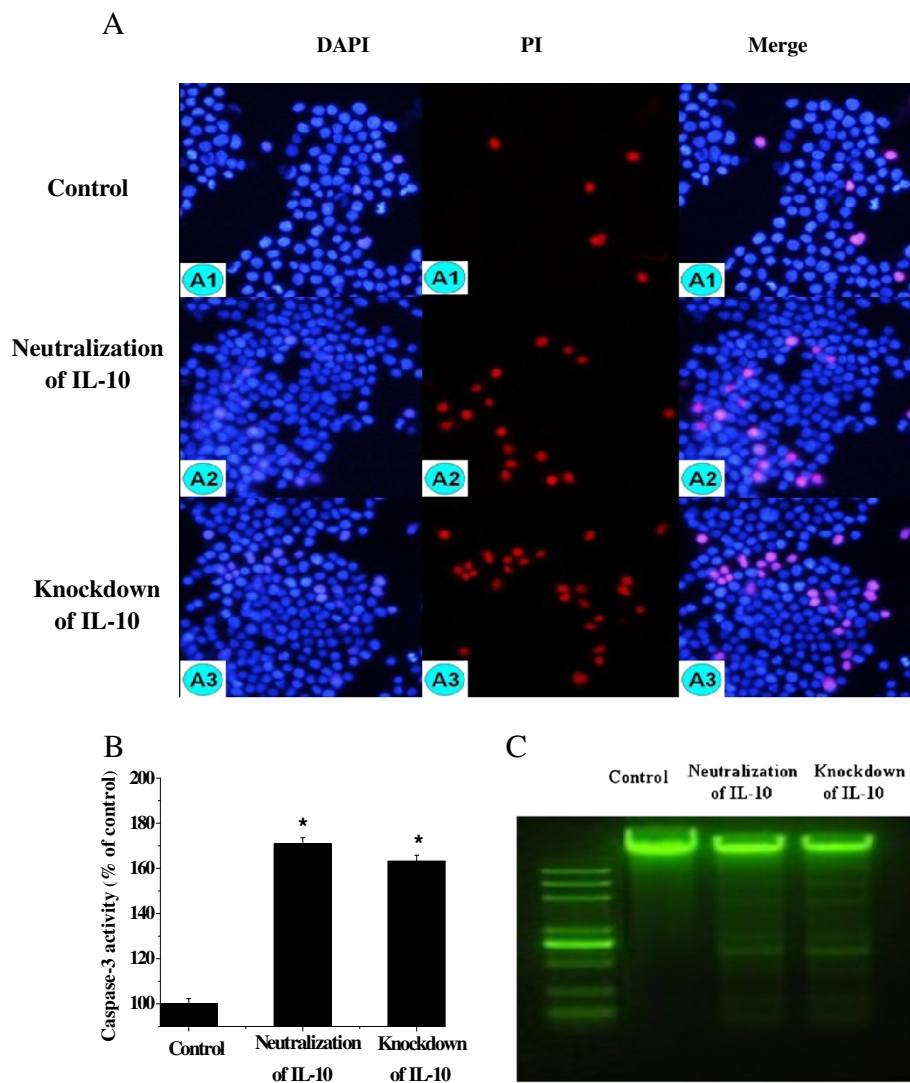 A
DAPI PI Merge
Control
A1 A1
Neutralization
of IL-10
A2 A2 A2
Knockdown
of IL-10
A3 A3 A3
B
Caspase-3 activity (% of control)
200
180
160
140
120
100
* *
Control Neutralization Knockdown
of IL-10 of IL-10
C
Control Neutralization Knockdown
of IL-10 of IL-10